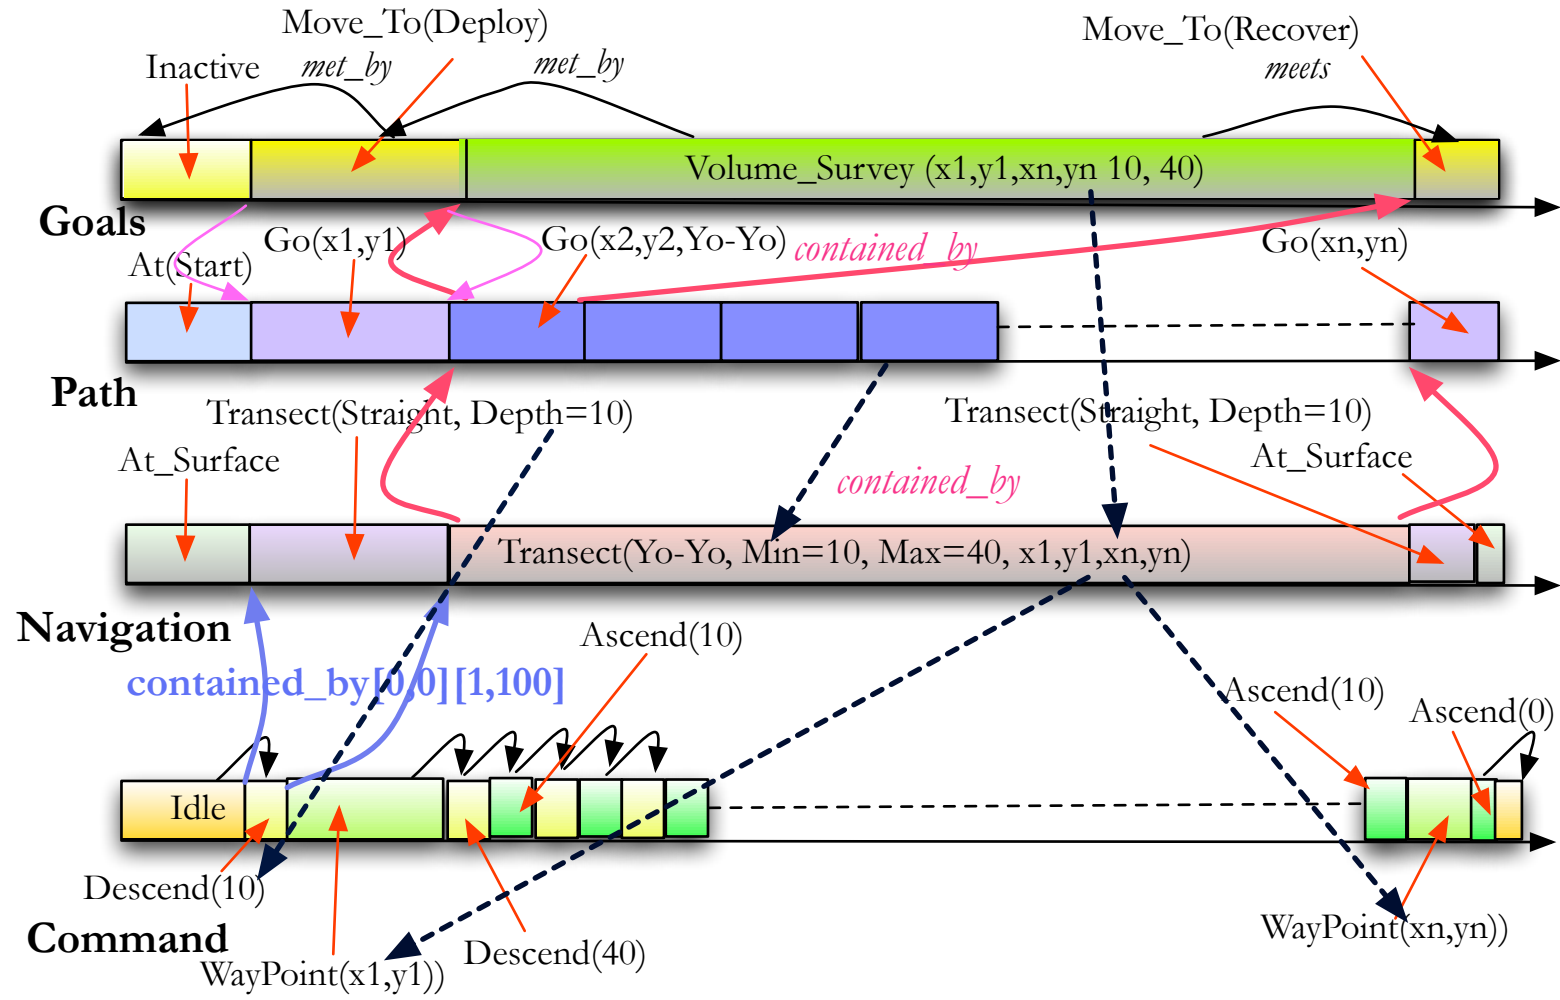 Move_To(Deploy)
Move_To(Recover)
Inactive
met_by
met_by
meets
Volume_Survey (x1,y1,xn,yn 10, 40)
Goals
At(Start)
Go(x1,y1)
Go(x2,y2,Yo-Yo)
contained_by
Go(xn,yn)
Path
Transect(Straight, Depth=10)
Transect(Straight, Depth=10)
At_Surface
At_Surface
contained_by
Transect(Yo-Yo, Min=10, Max=40, x1,y1,xn,yn)
Navigation
Ascend(10)
contained_by[0,0][1,100]
Ascend(10)
Ascend(0)
Idle
Descend(10)
Command
WayPoint(x1,y1))
Descend(40)
WayPoint(xn,yn))